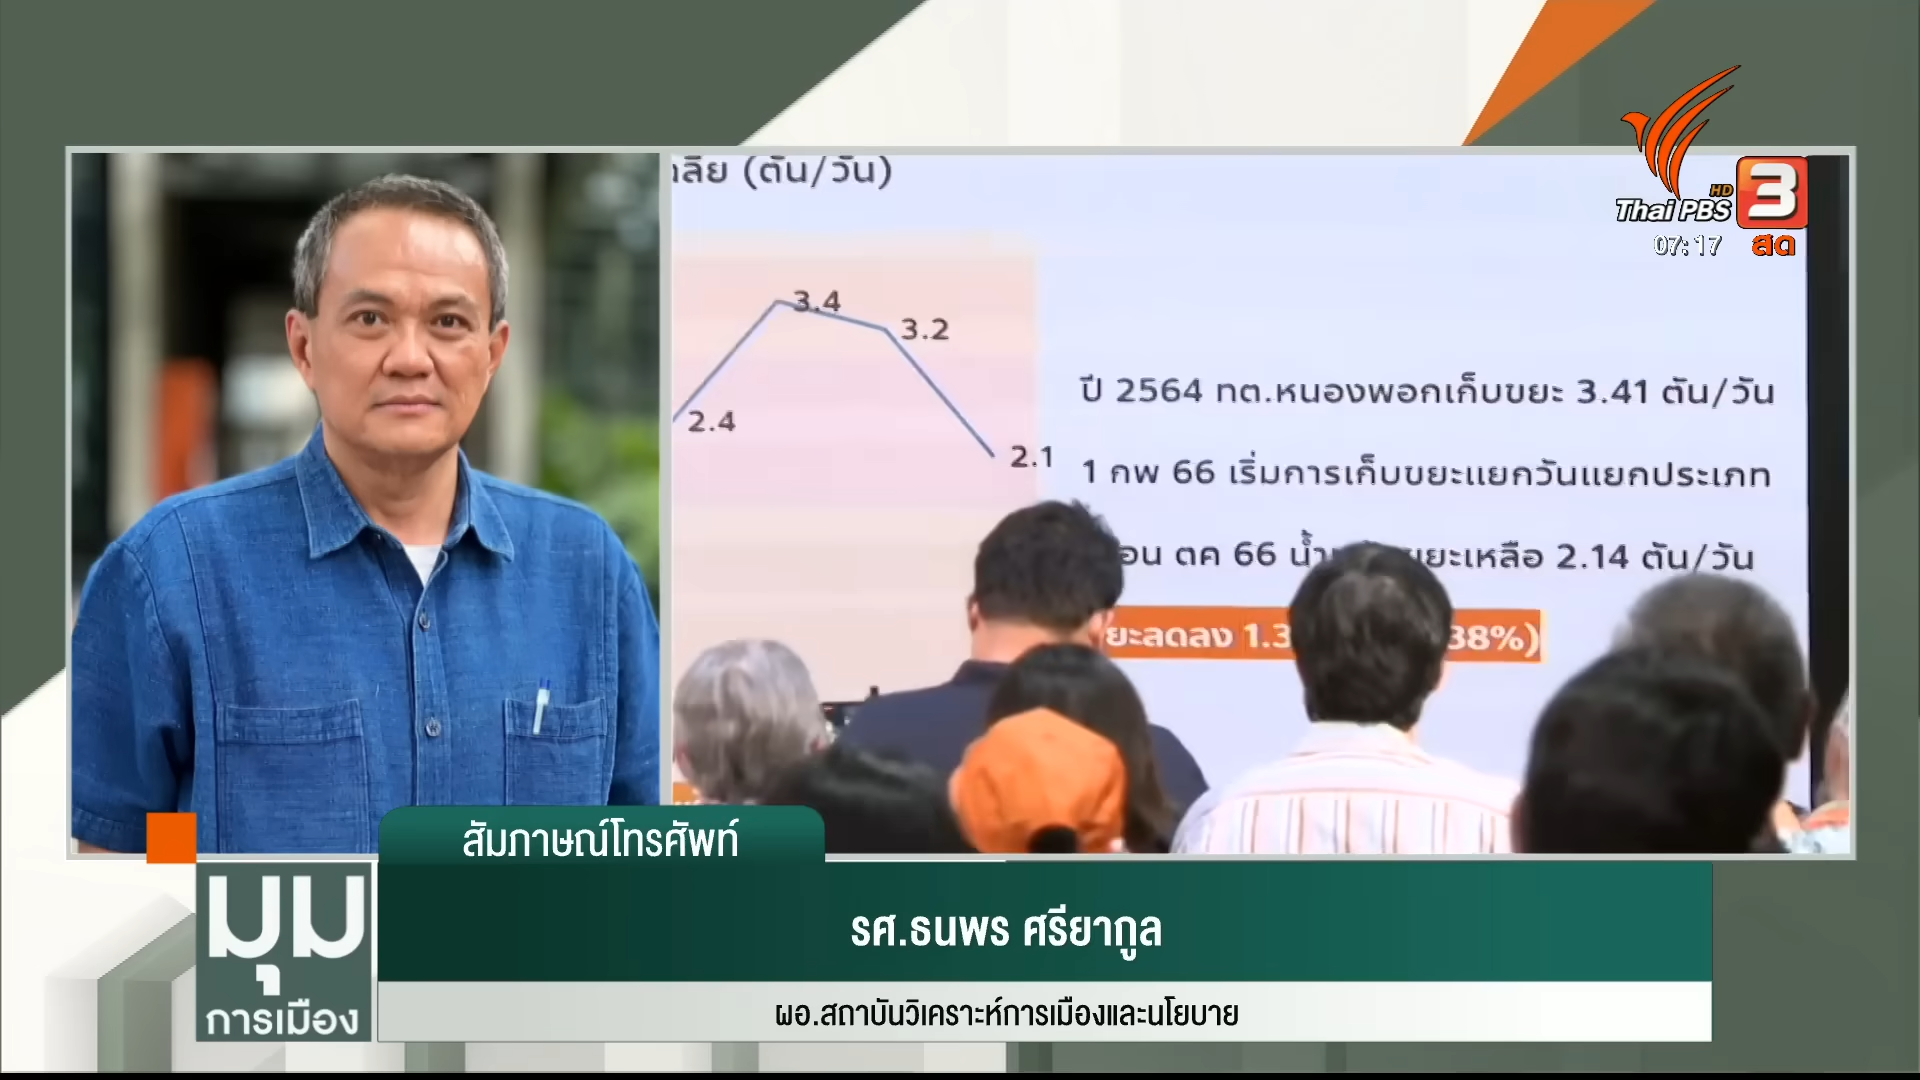 ลีย (ตัน/วัน)
HD
Thai PBS 3
07:17 สด
3.4
3.2
2.4
2.1
ปี 2564 ทต.หนองพอกเก็บขยะ 3.41 ตัน/วัน
1 กพ 66 เริ่มการเก็บขยะแยกวันแยกประเภท
อน ตค 66 ยะเหลือ 2.14 ตัน/วัน
ยะลดลง 1.3 38%)
สัมภาษณ์โทรศัพท์
มุม
การเมือง
รศ.ธนพร ศรียากูล
ผอ.สถาบันวิเคราะห์การเมืองและนโยบาย